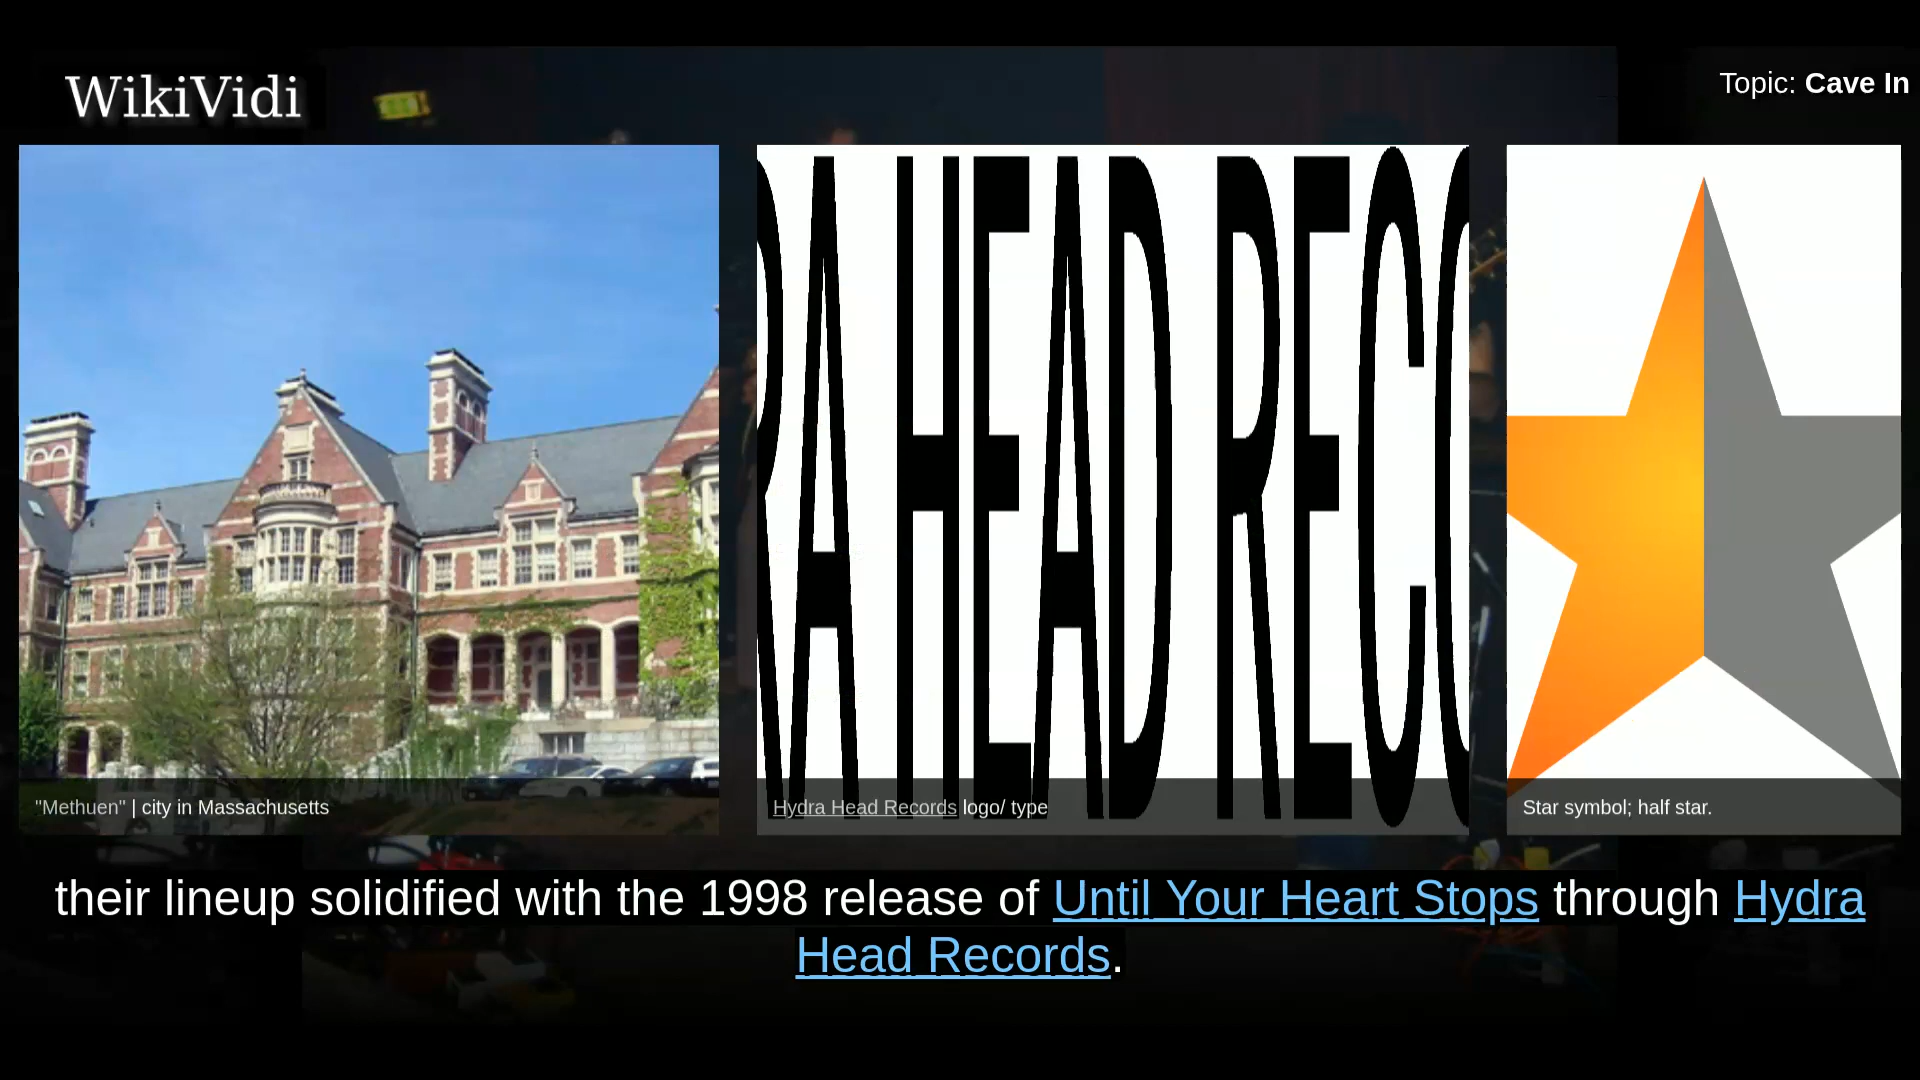 WikiVidi
Topic: Cave In
RA HEAD RECO
"Methuen" | city in Massachusetts
Hydra Head Records logo/ type
Star symbol; half star.
their lineup solidified with the 1998 release of Until Your Heart Stops through Hydra
Head Records.